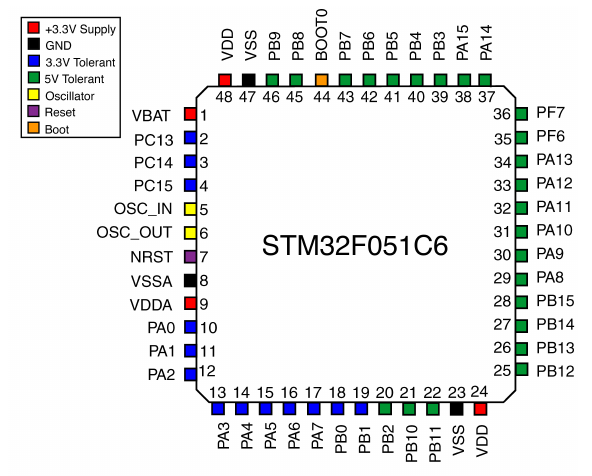 +3.3V Supply
GND
3.3V Tolerant
5V Tolerant
Oscillator
Reset
Boot
VDD VSS PB9 PB8 BOOT0 PB7 PB6 PB5 PB4 PB3 PA15 PA14
48 47 46 45 44 43 42 41 40 39 38 37
VBAT 1
PC13 2
PC14 3
PC15 4
OSC_IN 5
OSC_OUT 6
NRST 7
VSSA 8
VDDA 9
PA0 10
PA1 11
PA2 12
STM32F051C6
36 PF7
35 PF6
34 PA13
33 PA12
32 PA11
31 PA10
30 PA9
29 PA8
28 PB15
27 PB14
26 PB13
25 PB12
13 14 15 16 17 18 19 20 21 22 23 24
PA3 PA4 PA5 PA6 PA7 PB0 PB1 PB2 PB10 PB11 VSS VDD